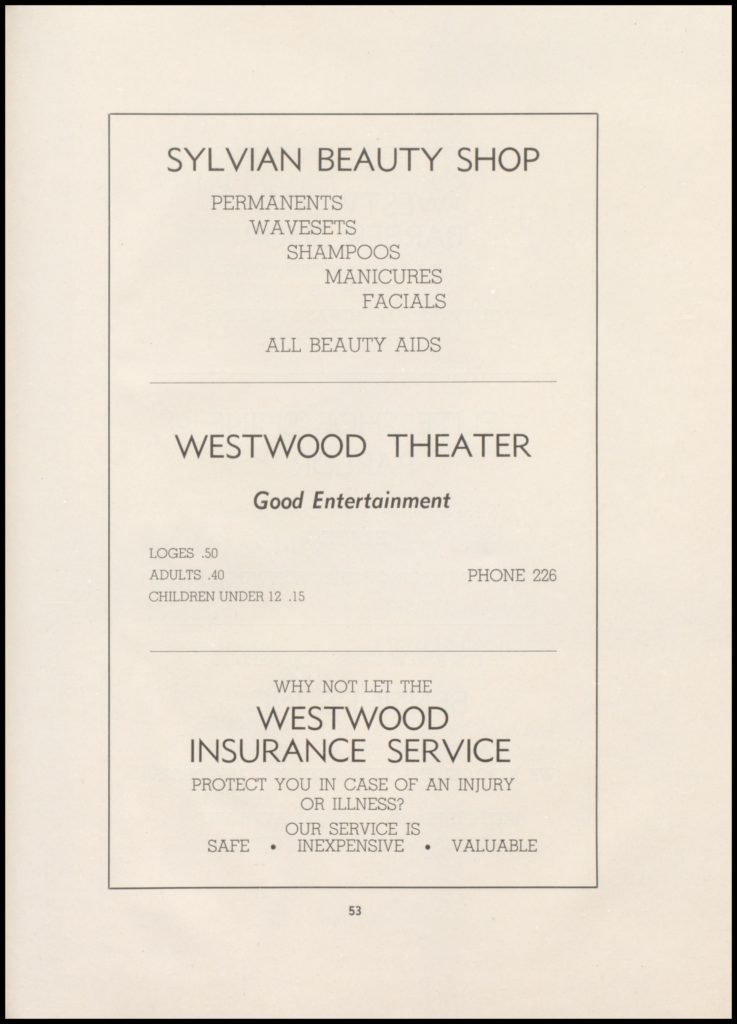 SYLVIAN BEAUTY SHOP
PERMANENTS
WAVESETS
SHAMPOOS
MANICURES
FACIALS
ALL BEAUTY AIDS
WESTWOOD THEATER
Good Entertainment
LOGES .50
ADULTS .40
CHILDREN UNDER 12 .15
PHONE 226
WHY NOT LET THE
WESTWOOD
INSURANCE SERVICE
PROTECT YOU IN CASE OF AN INJURY
OR ILLNESS?
OUR SERVICE IS
SAFE • INEXPENSIVE • VALUABLE
53